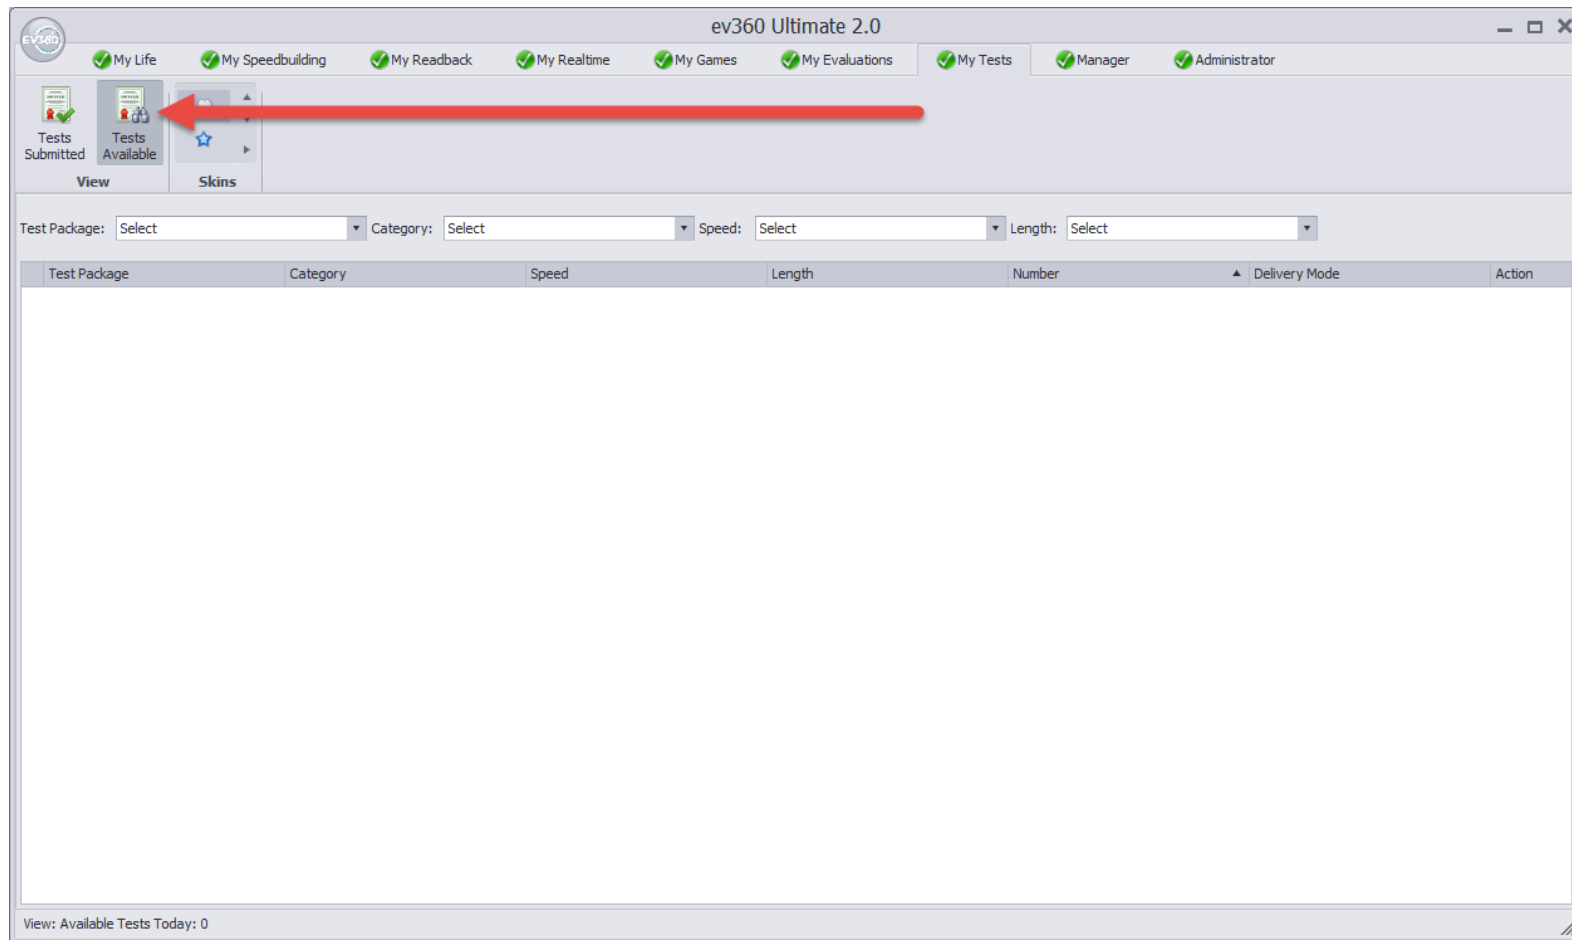 ev360 Ultimate 2.0
EV360
My Life My Speedbuilding My Readback My Realtime My Games My Evaluations My Tests Manager Administrator
Tests Submitted
Tests Available
View Skins
Test Package: Select Category: Select Speed: Select Length: Select
Test Package Category Speed Length Number Delivery Mode Action
View: Available Tests Today: 0